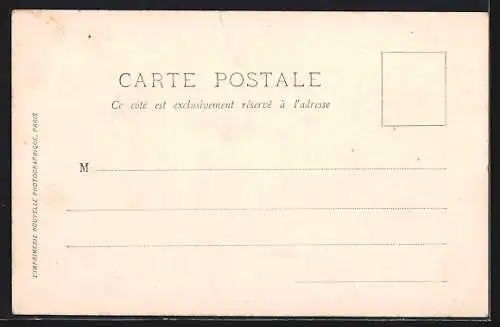 CARTE POSTALE
Ce côté est exclusivement réservé à l'adresse
M
L'IMPRIMERIE NOUVELLE PHOTOGRAPHIQUE, PARIS